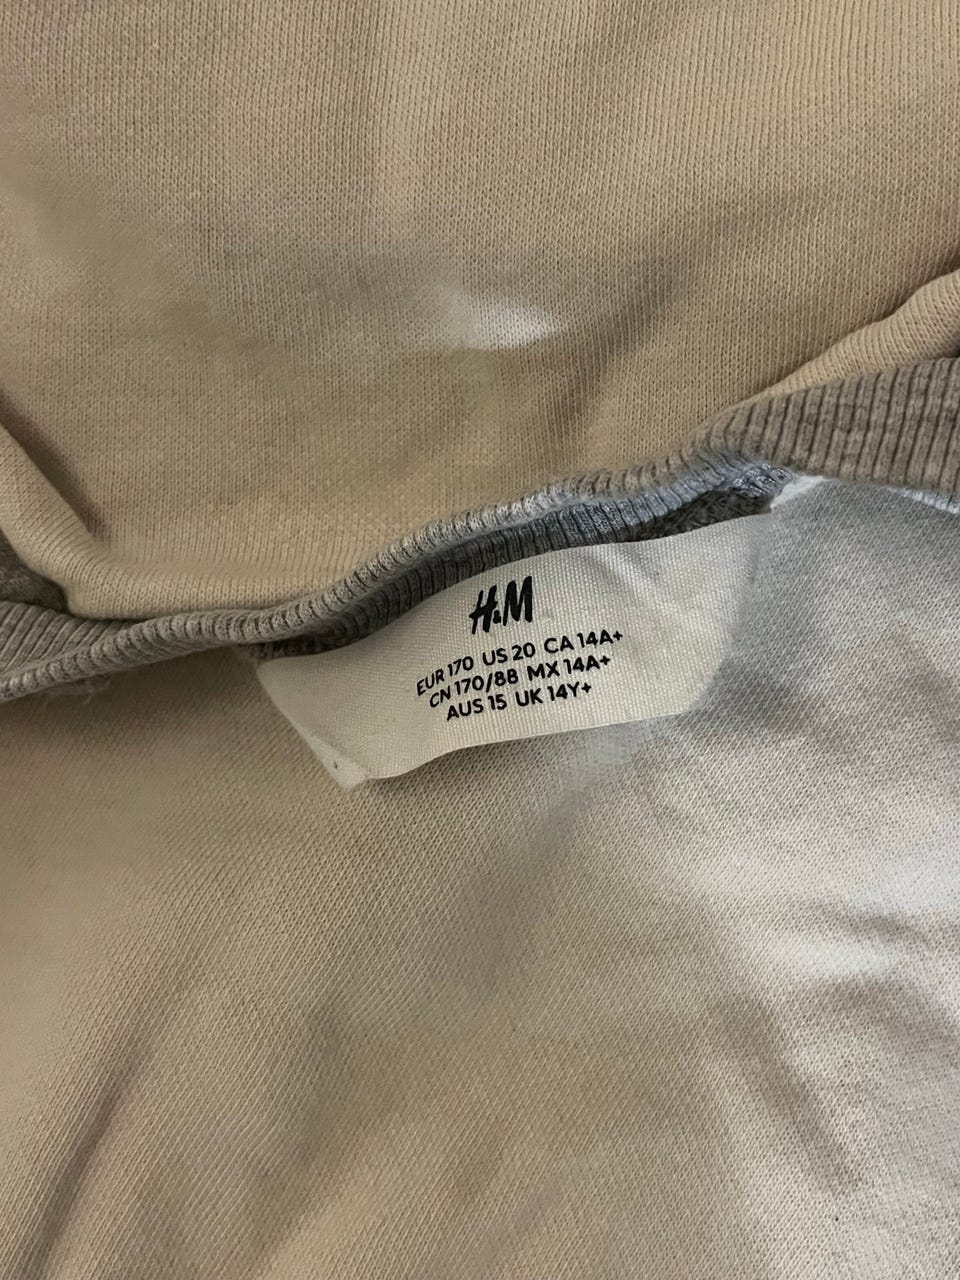 H&M
EUR 170 US 20 CA 14A+
CN 170/88 MX 14A+
AUS 15 UK 14Y+